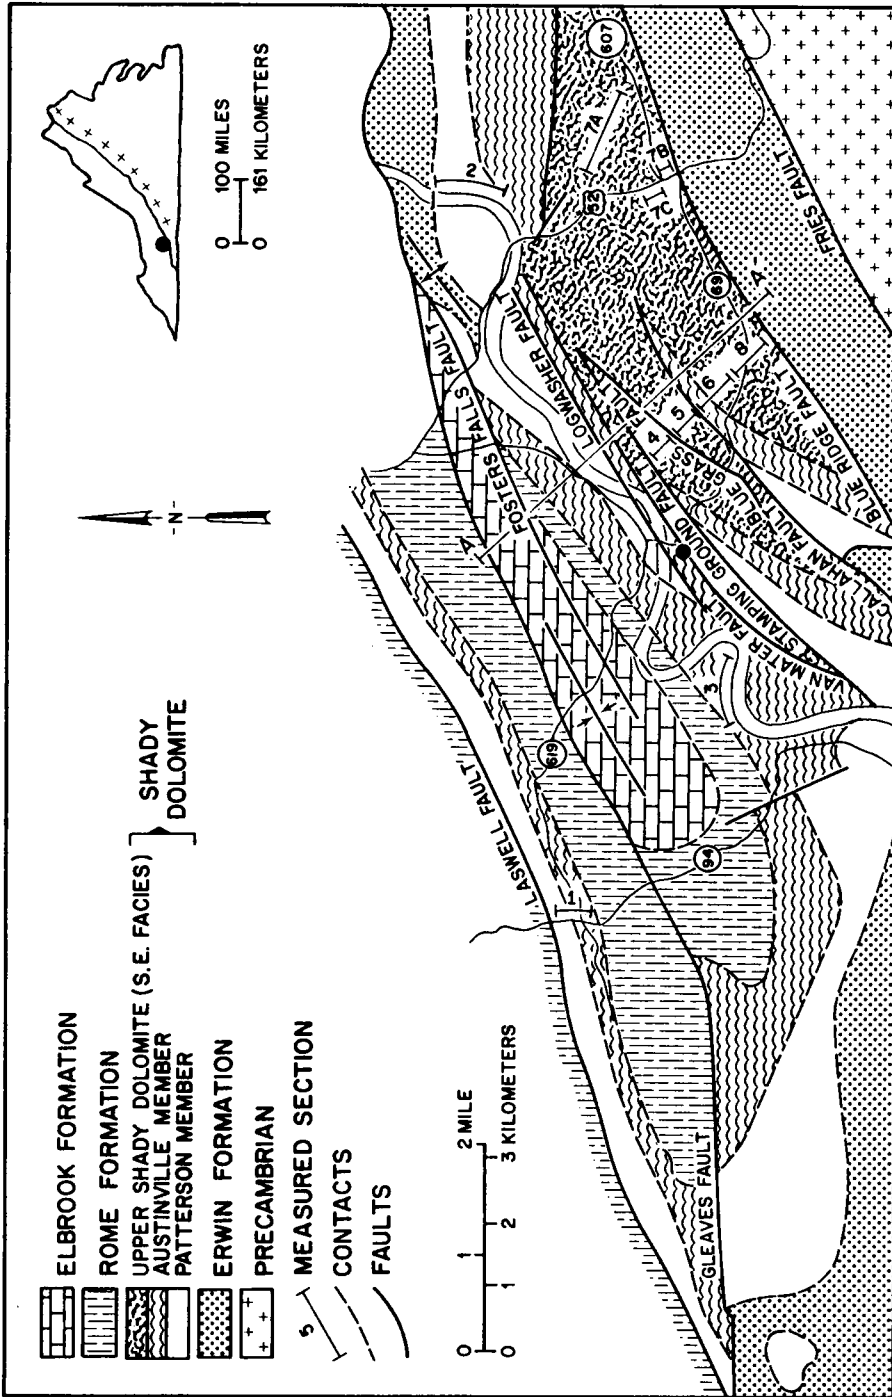 ELBROOK FORMATION
ROME FORMATION
UPPER SHADY DOLOMITE (S.E. FACIES)
AUSTINVILLE MEMBER
PATTERSON MEMBER
SHADY
DOLOMITE
ERWIN FORMATION
PRECAMBRIAN
5
MEASURED SECTION
CONTACTS
FAULTS
0 1 2 MILE
0 1 2 3 KILOMETERS
-N-
0 100 MILES
0 161 KILOMETERS
LASWELL FAULT
GLEAVES FAULT
FOSTERS FALLS FAULT
LOGWASHER FAULT
VAN MATER FAULT
STAMPING GROUND FAULT
BLUE GRASS FAULT
CALLAHAN FAULT
BLUE RIDGE FAULT
FRIES FAULT
1
94
619
A
3
2
4
5
6
8
A'
69
52
7A
7C
7B
607